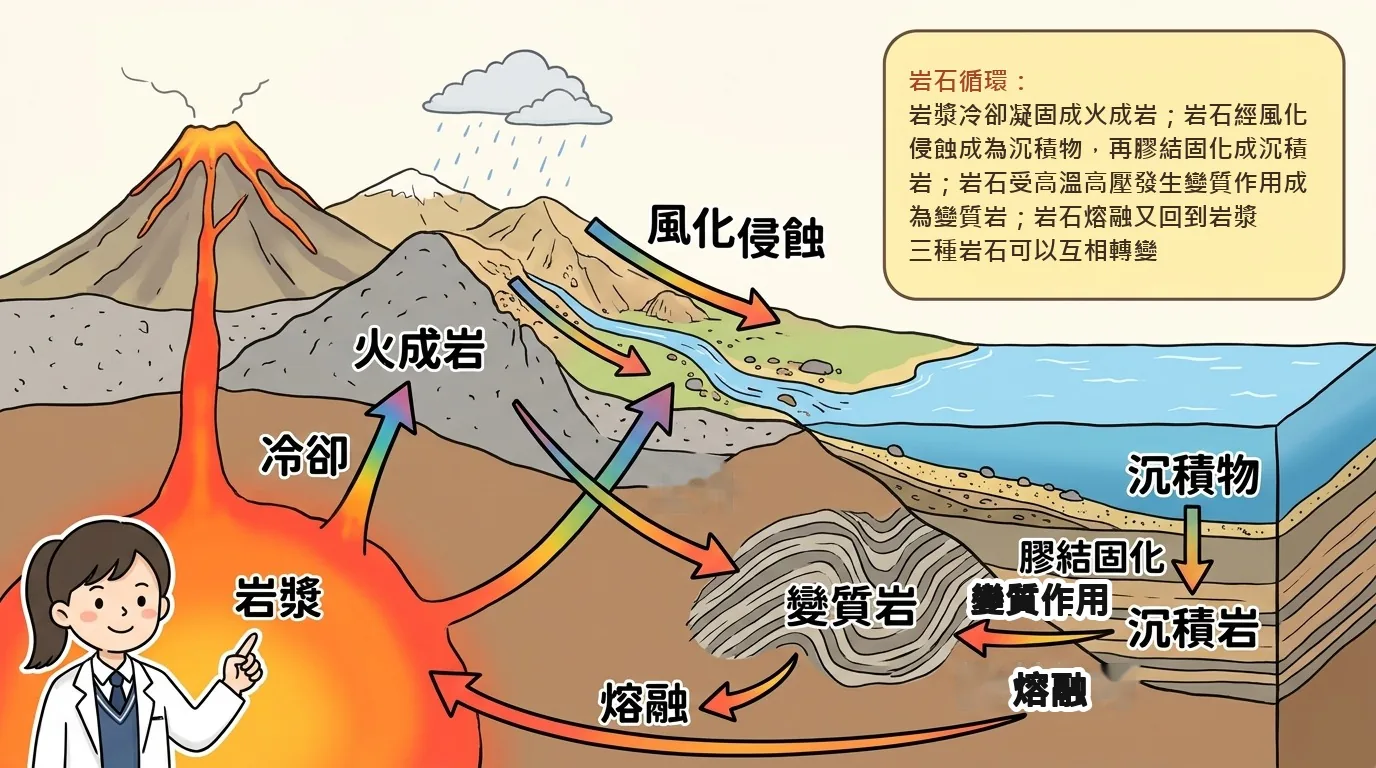 岩石循環：
岩漿冷卻凝固成火成岩；岩石經風化
侵蝕成為沉積物，再膠結固化成沉積
岩；岩石受高溫高壓發生變質作用成
為變質岩；岩石熔融又回到岩漿
三種岩石可以互相轉變
風化侵蝕
火成岩
冷卻
沉積物
膠結固化
岩漿
變質岩
變質作用
沉積岩
熔融
熔融